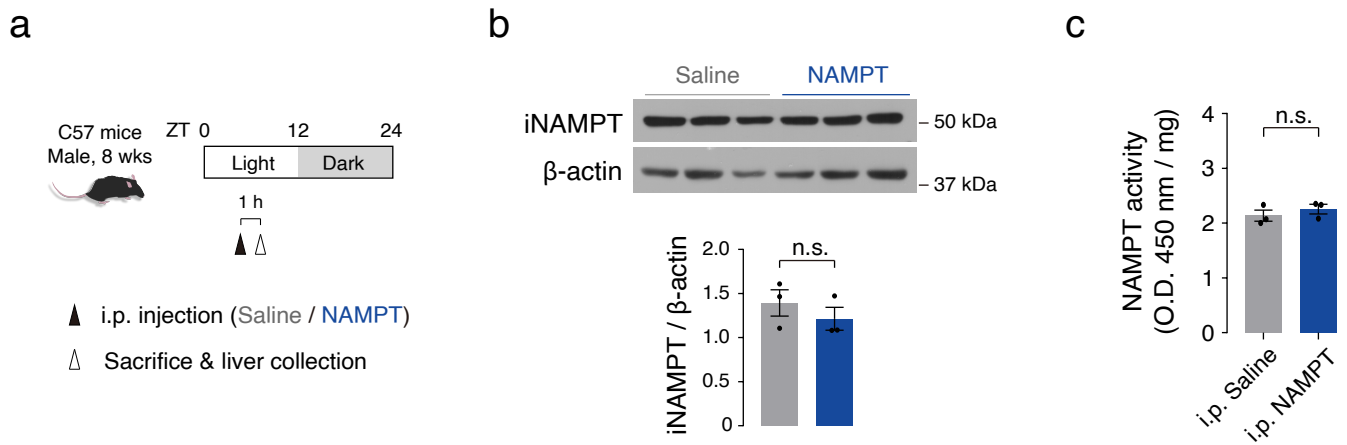 a
C57 mice
Male, 8 wks
ZT 0 12 24
Light Dark
1 h
i.p. injection (Saline / NAMPT)
Sacrifice & liver collection
b
Saline NAMPT
iNAMPT
50 kDa
β-actin
37 kDa
iNAMPT / β-actin
2.0
1.5
1.0
0.5
0
n.s.
c
NAMPT activity
(O.D. 450 nm / mg)
4
3
2
1
0
n.s.
i.p. Saline
i.p. NAMPT